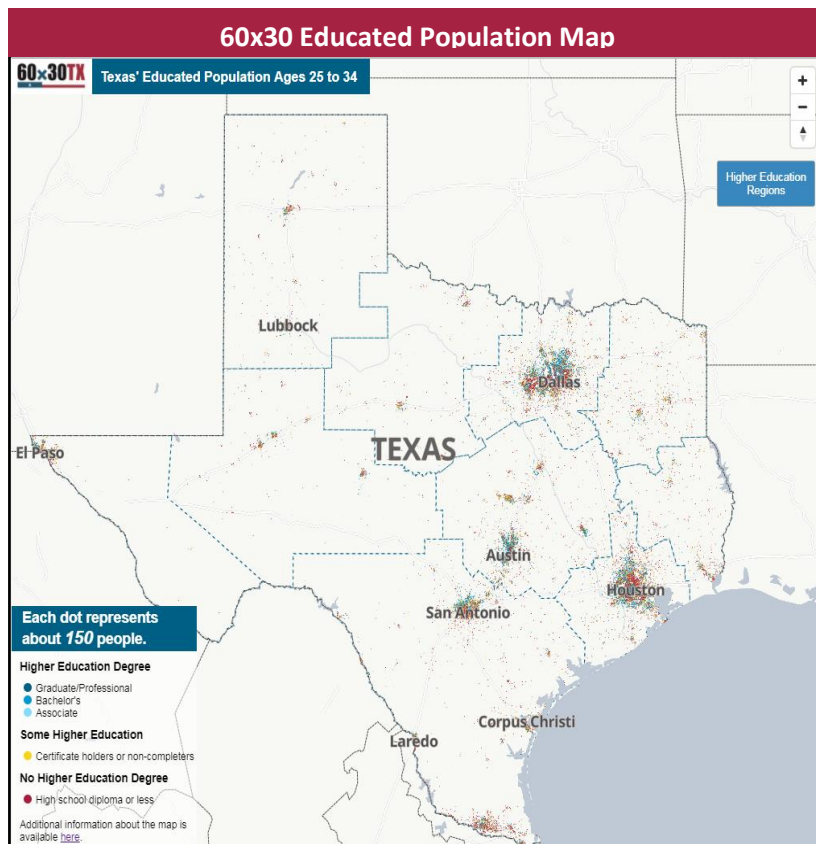 60x30 Educated Population Map
60x30TX
Texas' Educated Population Ages 25 to 34
+
−
Higher Education
Regions
Lubbock
Dallas
El Paso
TEXAS
Austin
Houston
San Antonio
Corpus Christi
Laredo
Each dot represents
about 150 people.
Higher Education Degree
Graduate/Professional
Bachelor's
Associate
Some Higher Education
Certificate holders or non-completers
No Higher Education Degree
High school diploma or less
Additional information about the map is
available here.